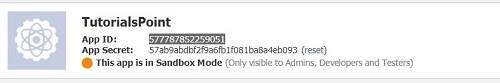 TutorialsPoint
App ID: 577787852259051
App Secret: 57ab9abdbf2f9a6fb1f081ba8a4eb093 (reset)
This app is in Sandbox Mode (Only visible to Admins, Developers and Testers)